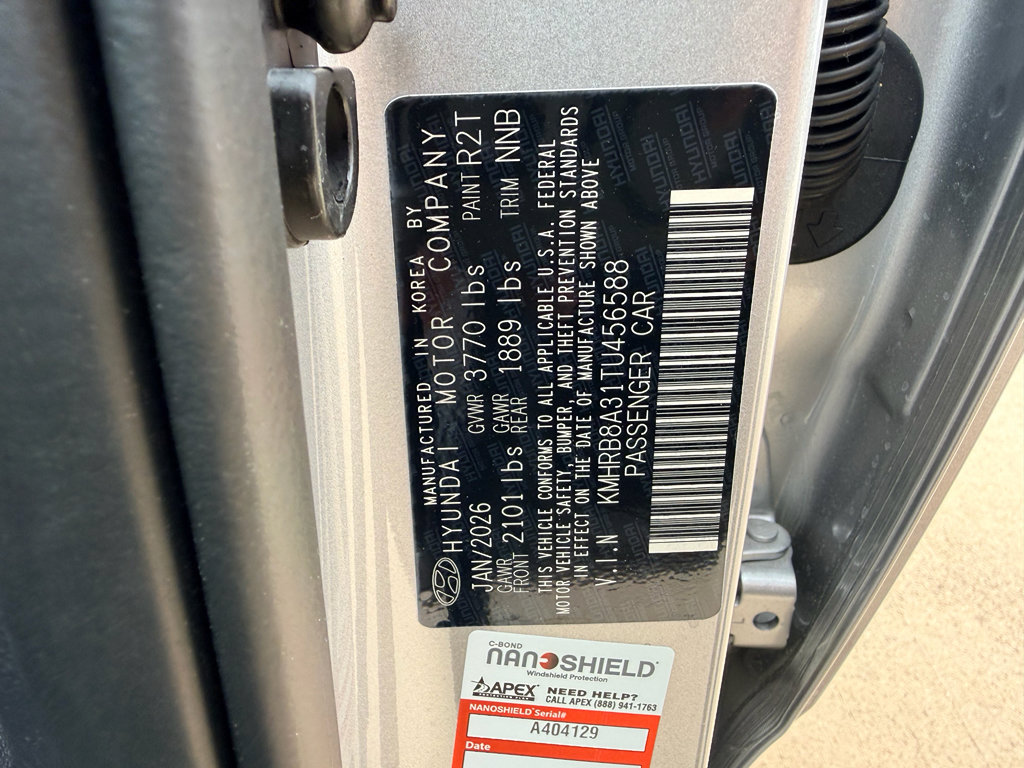 MANUFACTURED IN KOREA BY
HYUNDAI MOTOR COMPANY
JAN/2026 GVWR 3770 lbs PAINT R2T
GAWR FRONT 2101 lbs GAWR REAR 1889 lbs TRIM NNB
THIS VEHICLE CONFORMS TO ALL APPLICABLE U.S.A. FEDERAL
MOTOR VEHICLE SAFETY, BUMPER, AND THEFT PREVENTION STANDARDS
IN EFFECT ON THE DATE OF MANUFACTURE SHOWN ABOVE
V.I.N KMHRB8A31TU456588
PASSENGER CAR
C-BOND
NANOSHIELD
Windshield Protection
APEX NEED HELP?
CALL APEX (888) 941-1763
NANOSHIELD Serial#
A404129
Date